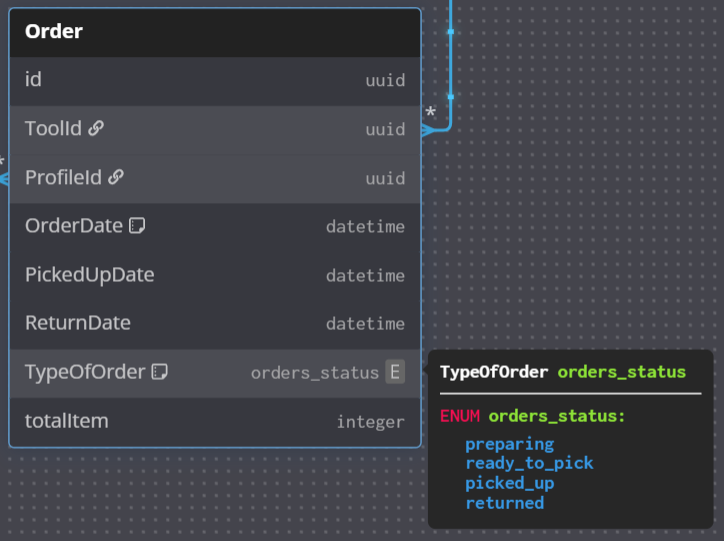 Order
id uuid
ToolId uuid
*
ProfileId uuid
*
OrderDate datetime
PickedUpDate datetime
ReturnDate datetime
TypeOfOrder orders_status E
totalItem integer
TypeOfOrder orders_status
ENUM orders_status:
preparing
ready_to_pick
picked_up
returned